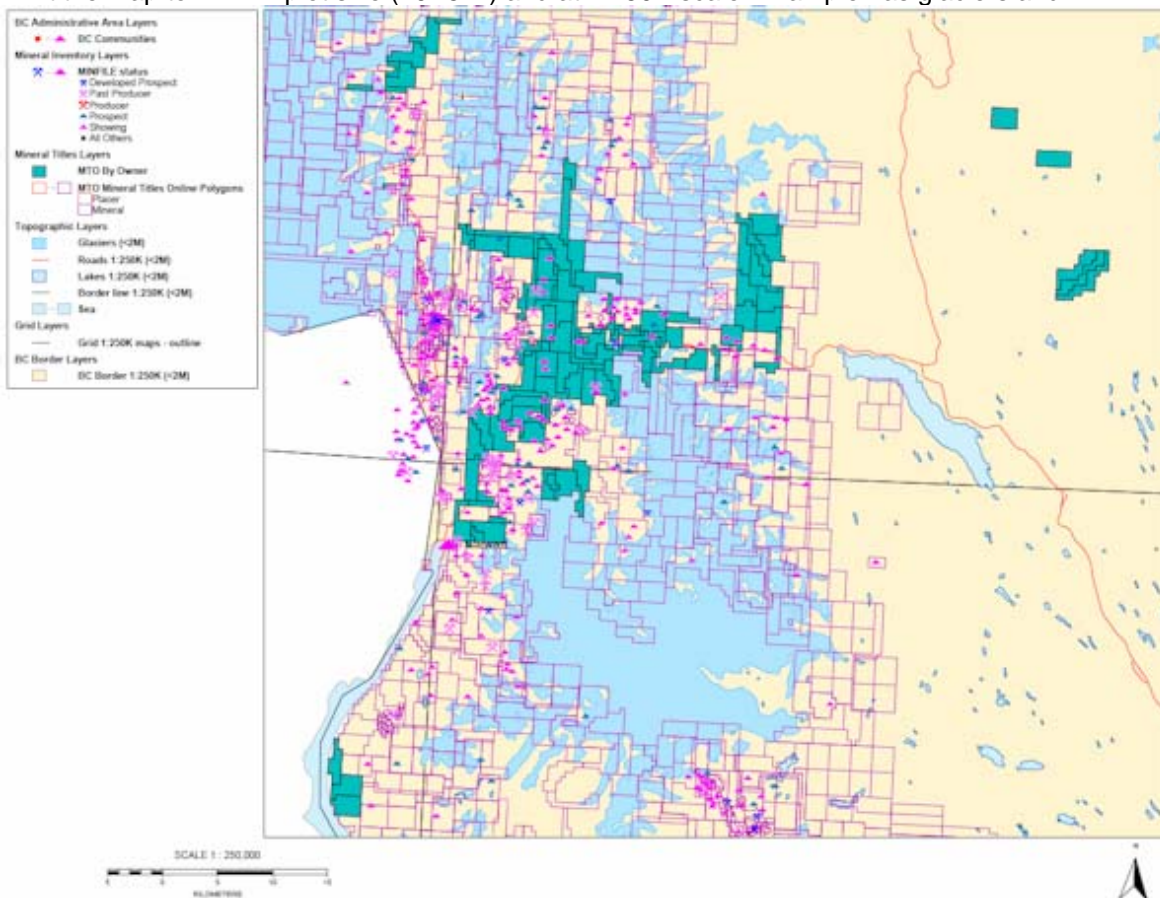 BC Administrative Area Layers
BC Communities
Mineral Inventory Layers
MINFILE status
Developed Prospect
Past Producer
Producer
Prospect
Showing
All Others
Mineral Titles Layers
MTO By Owner
MTO Mineral Titles Online Polygons
Placer
Mineral
Topographic Layers
Glaciers (<2M)
Roads 1:250K (<2M)
Lakes 1:250K (<2M)
Border line 1:250K (<2M)
Sea
Grid Layers
Grid 1:250K maps - outline
BC Border Layers
BC Border 1:250K (<2M)
SCALE 1 : 250,000
KILOMETERS